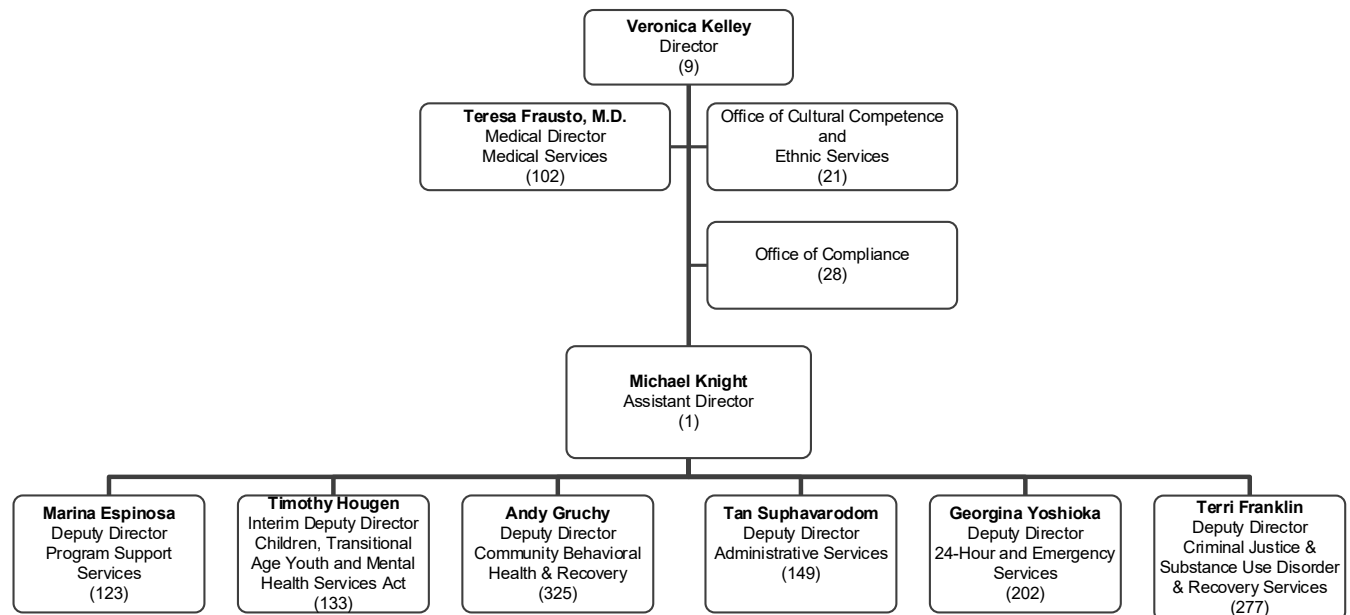 Veronica Kelley
Director
(9)
Teresa Frausto, M.D.
Medical Director
Medical Services
(102)
Office of Cultural Competence
and
Ethnic Services
(21)
Office of Compliance
(28)
Michael Knight
Assistant Director
(1)
Marina Espinosa
Deputy Director
Program Support
Services
(123)
Timothy Hougen
Interim Deputy Director
Children, Transitional
Age Youth and Mental
Health Services Act
(133)
Andy Gruchy
Deputy Director
Community Behavioral
Health & Recovery
(325)
Tan Suphavarodom
Deputy Director
Administrative Services
(149)
Georgina Yoshioka
Deputy Director
24-Hour and Emergency
Services
(202)
Terri Franklin
Deputy Director
Criminal Justice &
Substance Use Disorder
& Recovery Services
(277)